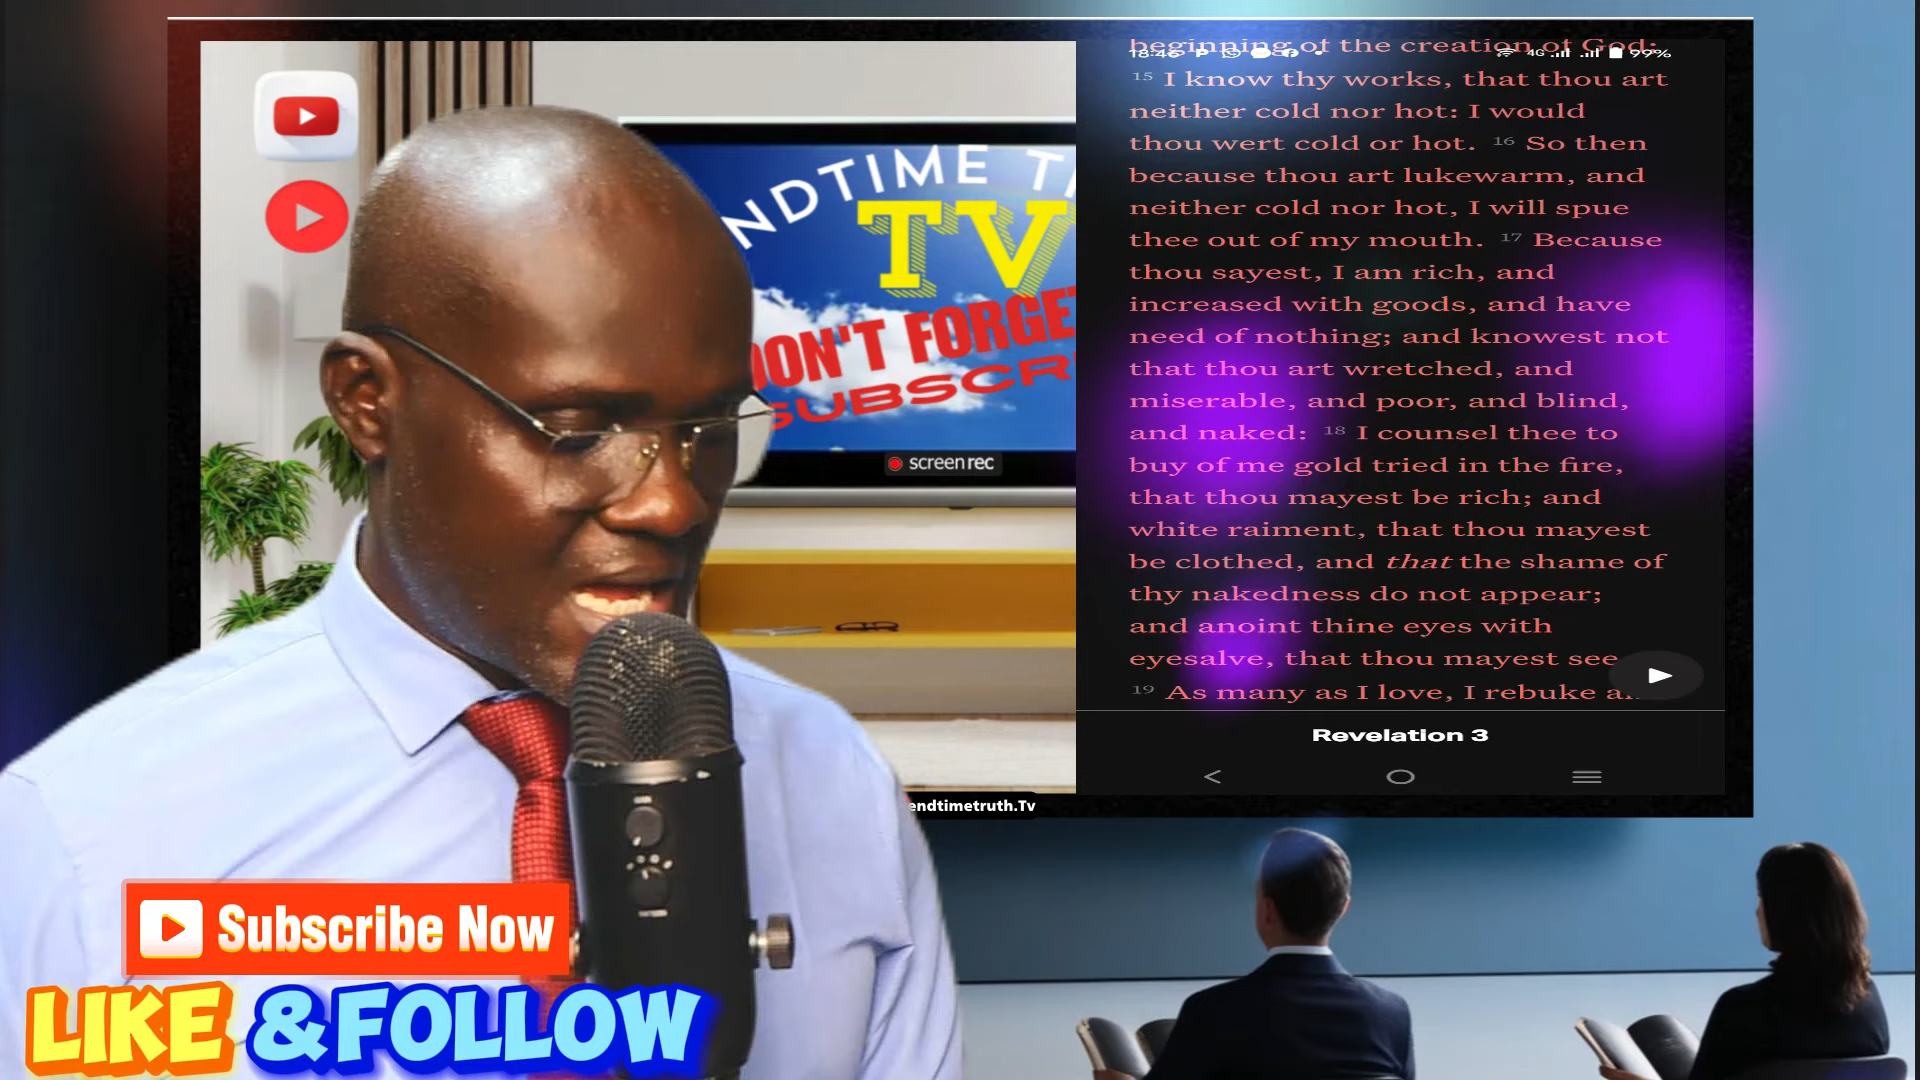 NDTIME T
TV
DON'T FORGE
SUBSCR
screenrec
endtimetruth.Tv
Subscribe Now
LIKE &FOLLOW
18:46 4G 99%
beginning of the creation of God:
15 I know thy works, that thou art
neither cold nor hot: I would
thou wert cold or hot. 16 So then
because thou art lukewarm, and
neither cold nor hot, I will spue
thee out of my mouth. 17 Because
thou sayest, I am rich, and
increased with goods, and have
need of nothing; and knowest not
that thou art wretched, and
miserable, and poor, and blind,
and naked: 18 I counsel thee to
buy of me gold tried in the fire,
that thou mayest be rich; and
white raiment, that thou mayest
be clothed, and that the shame of
thy nakedness do not appear;
and anoint thine eyes with
eyesalve, that thou mayest see
19 As many as I love, I rebuke a
Revelation 3